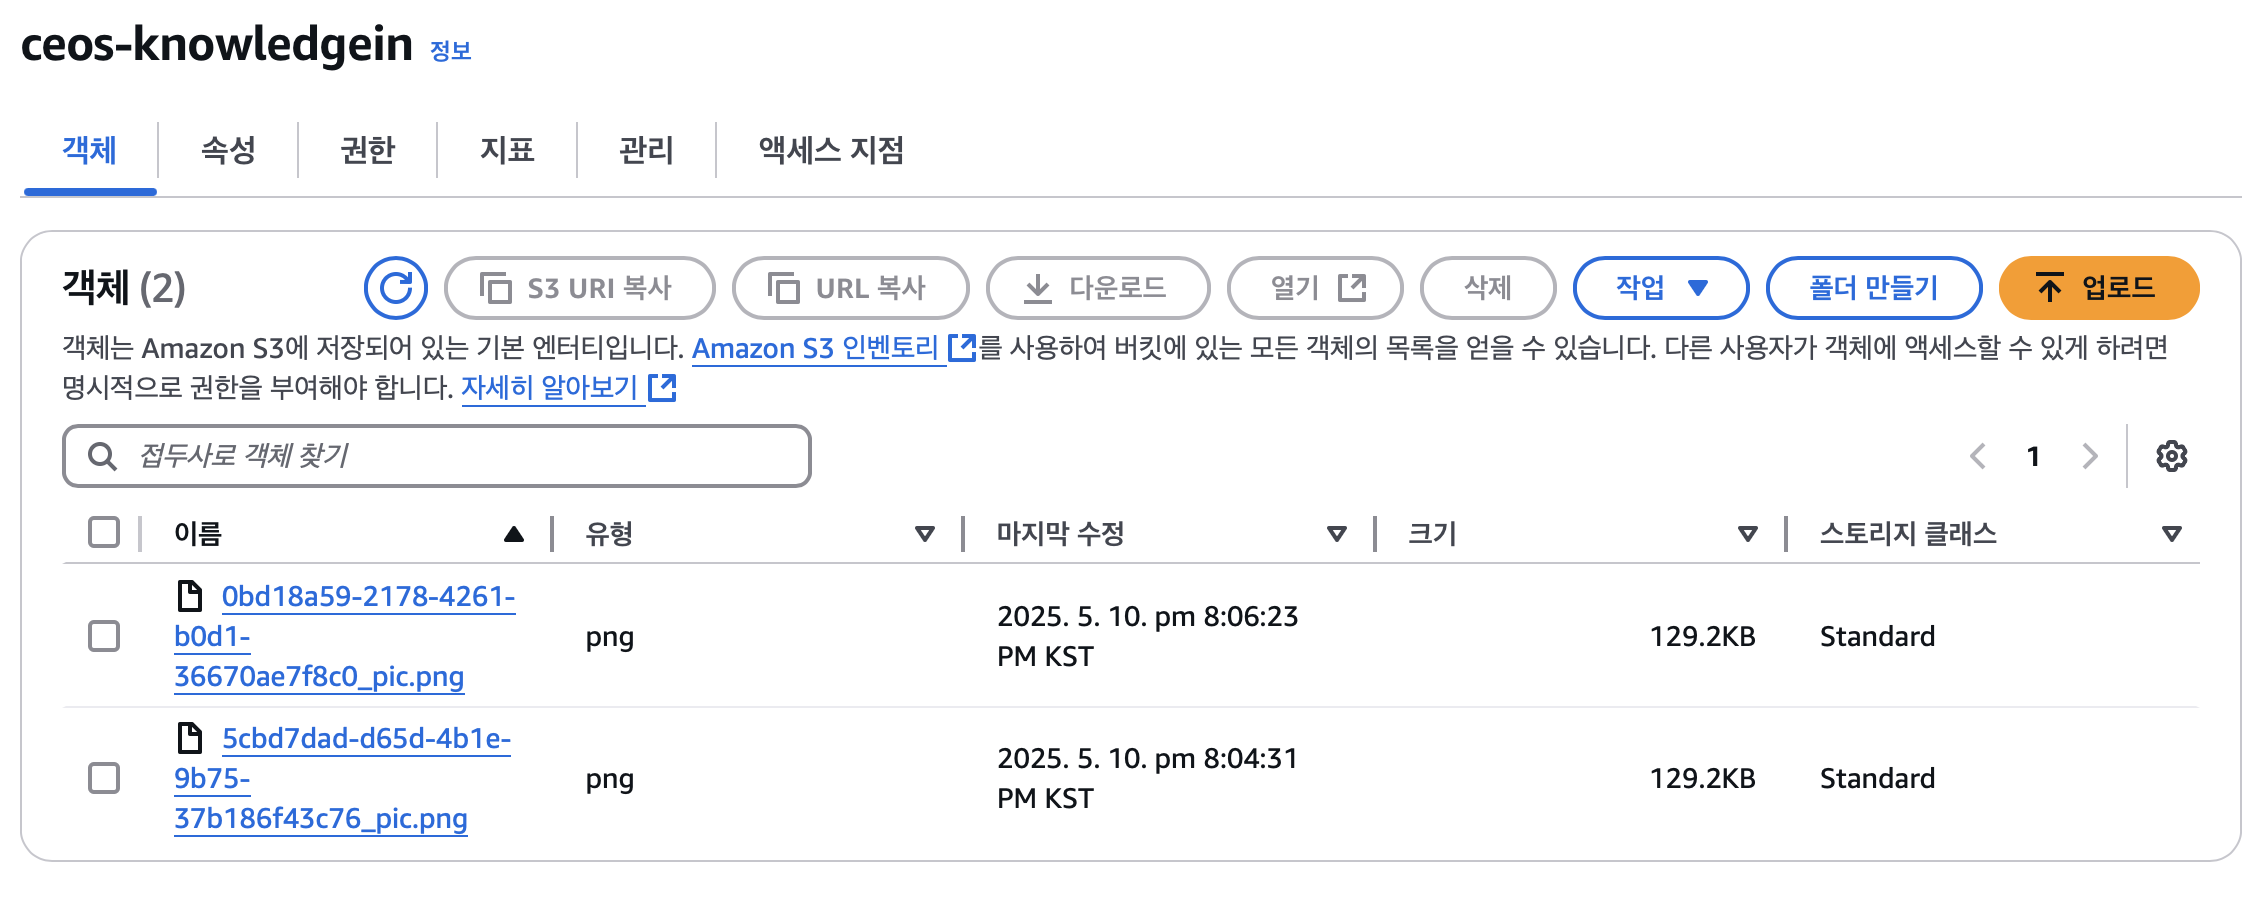 ceos-knowledgein 정보
객체 속성 권한 지표 관리 액세스 지점
객체 (2) S3 URI 복사 URL 복사 다운로드 열기 삭제 작업 폴더 만들기 업로드
객체는 Amazon S3에 저장되어 있는 기본 엔터티입니다. Amazon S3 인벤토리를 사용하여 버킷에 있는 모든 객체의 목록을 얻을 수 있습니다. 다른 사용자가 객체에 액세스할 수 있게 하려면
명시적으로 권한을 부여해야 합니다. 자세히 알아보기
접두사로 객체 찾기 1
이름 유형 마지막 수정 크기 스토리지 클래스
0bd18a59-2178-4261-
b0d1-
36670ae7f8c0_pic.png
png
2025. 5. 10. pm 8:06:23
PM KST
129.2KB
Standard
5cbd7dad-d65d-4b1e-
9b75-
37b186f43c76_pic.png
png
2025. 5. 10. pm 8:04:31
PM KST
129.2KB
Standard